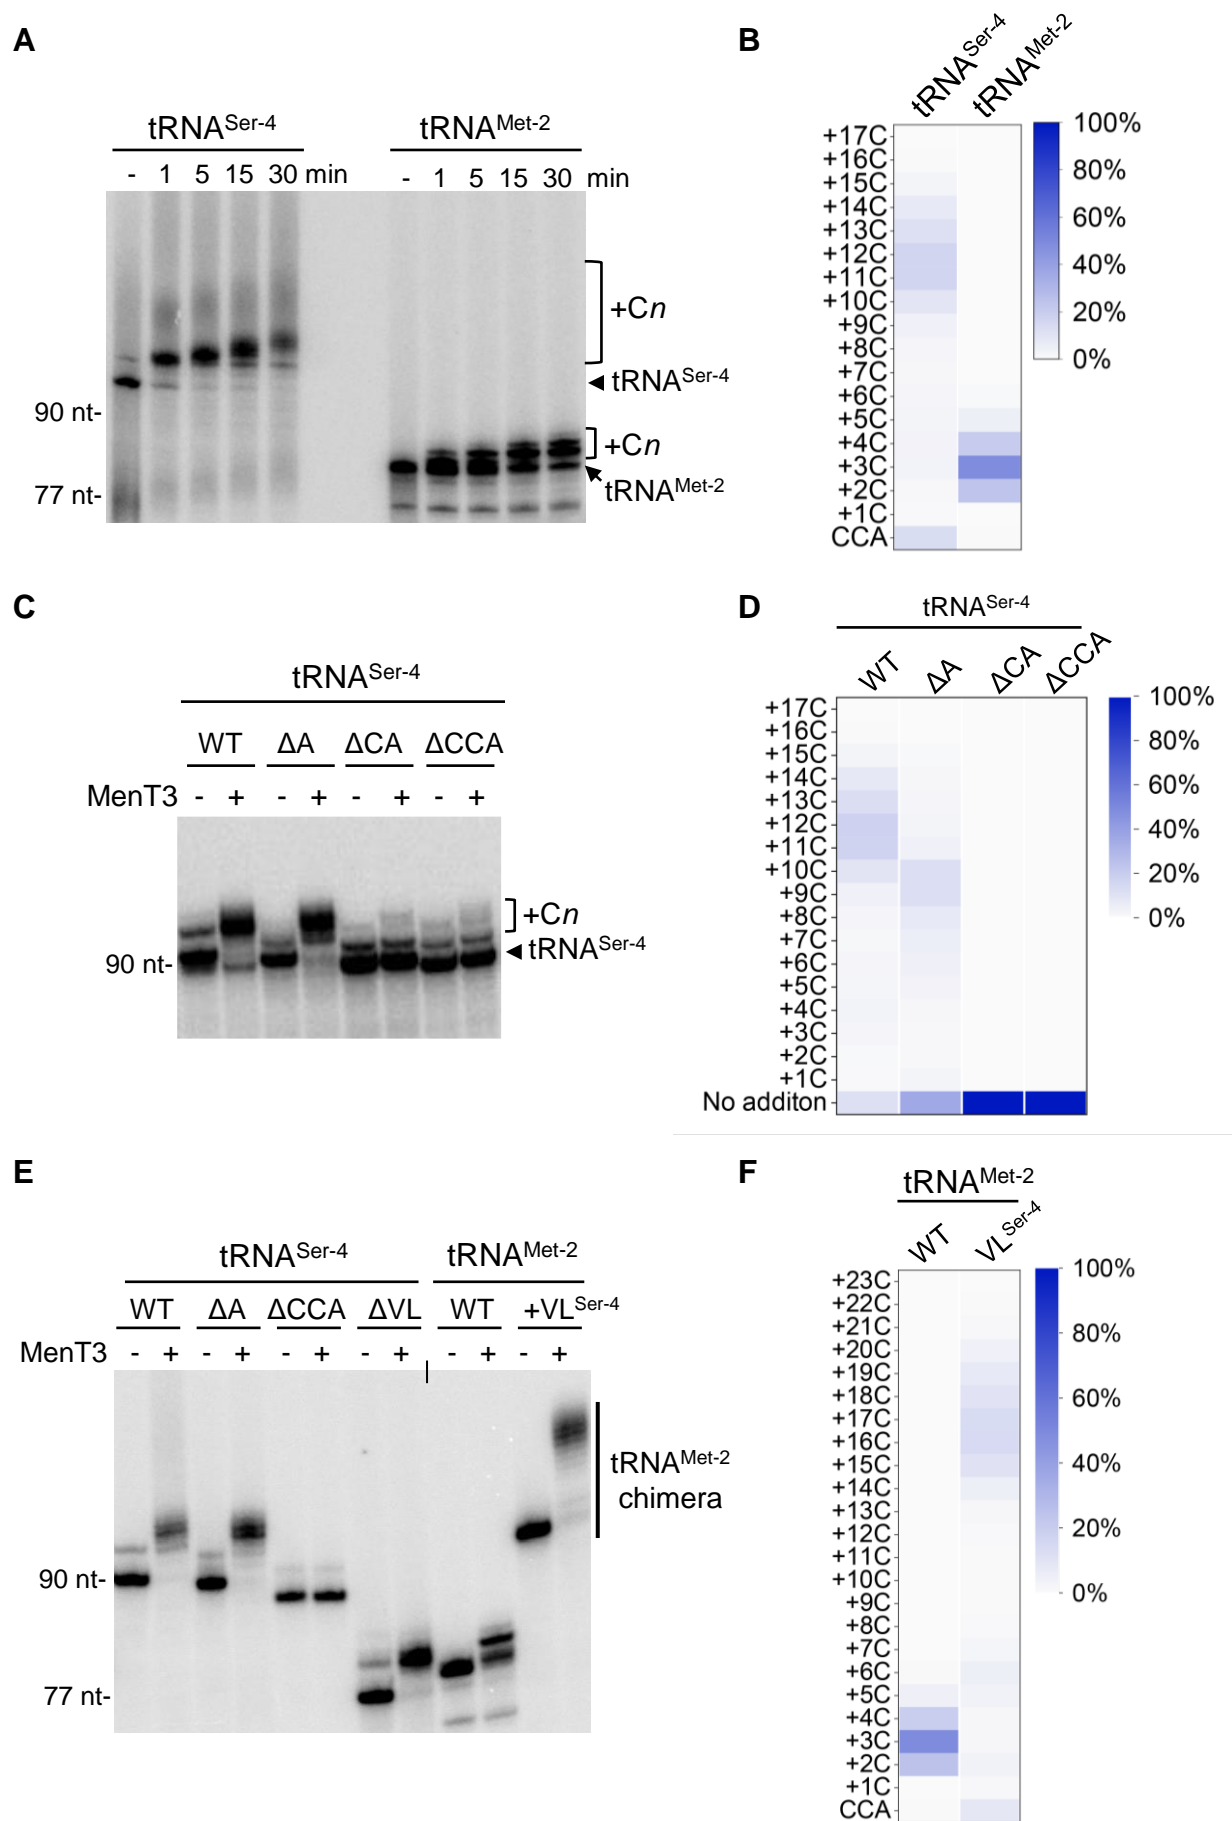 A
tRNASer-4
tRNAMet-2
- 1 5 15 30 min
- 1 5 15 30 min
+Cn
tRNASer-4
90 nt-
+Cn
tRNAMet-2
77 nt-
B
tRNASer-4
tRNAMet-2
+17C
+16C
+15C
+14C
+13C
+12C
+11C
+10C
+9C
+8C
+7C
+6C
+5C
+4C
+3C
+2C
+1C
CCA
100%
80%
60%
40%
20%
0%
C
tRNASer-4
WT ΔA ΔCA ΔCCA
MenT3 - + - + - + - +
+Cn
tRNASer-4
90 nt-
D
tRNASer-4
WT ΔA ΔCA ΔCCA
+17C
+16C
+15C
+14C
+13C
+12C
+11C
+10C
+9C
+8C
+7C
+6C
+5C
+4C
+3C
+2C
+1C
No additon
100%
80%
60%
40%
20%
0%
E
tRNASer-4
tRNAMet-2
WT ΔA ΔCCA ΔVL WT +VLSer-4
MenT3 - + - + - + - + - + - +
tRNAMet-2
chimera
90 nt-
77 nt-
F
tRNAMet-2
WT VLSer-4
+23C
+22C
+21C
+20C
+19C
+18C
+17C
+16C
+15C
+14C
+13C
+12C
+11C
+10C
+9C
+8C
+7C
+6C
+5C
+4C
+3C
+2C
+1C
CCA
100%
80%
60%
40%
20%
0%